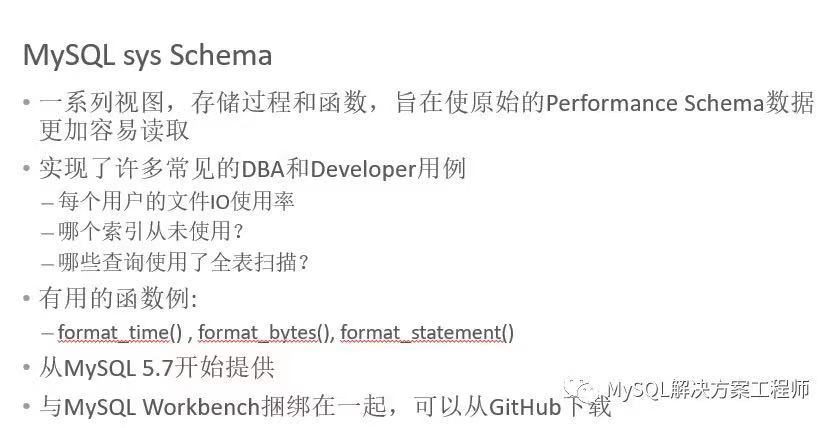 MySQL sys Schema
• 一系列视图，存储过程和函数，旨在使原始的Performance Schema数据
更加容易读取
• 实现了许多常见的DBA和Developer用例
–每个用户的文件IO使用率
–哪个索引从未使用？
–哪些查询使用了全表扫描？
• 有用的函数例:
–format_time() , format_bytes(), format_statement()
• 从MySQL 5.7开始提供
• 与MySQL Workbench捆绑在一起，可以从GitHub下载
MySQL解决方案工程师